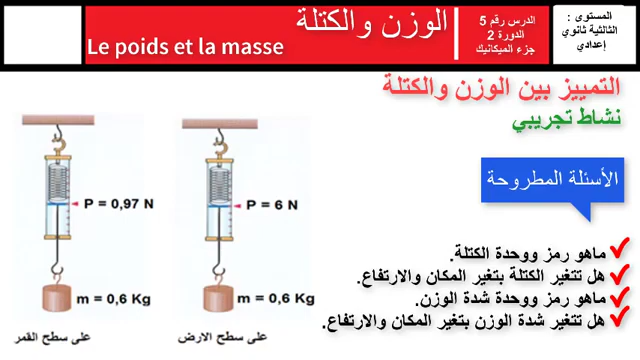 المستوى :
الثالثية ثانوي
إعدادي
الدرس رقم 5
الدورة 2
جزء الميكانيك
الوزن والكتلة
Le poids et la masse
التمييز بين الوزن والكتلة
نشاط تجريبي
الأسئلة المطروحة
ماهو رمز ووحدة الكتلة.
هل تتغير الكتلة بتغير المكان والارتفاع.
ماهو رمز ووحدة شدة الوزن.
هل تتغير شدة الوزن بتغير المكان والارتفاع.
P = 0,97 N
P = 6 N
m = 0,6 Kg
m = 0,6 Kg
على سطح القمر
على سطح الارض